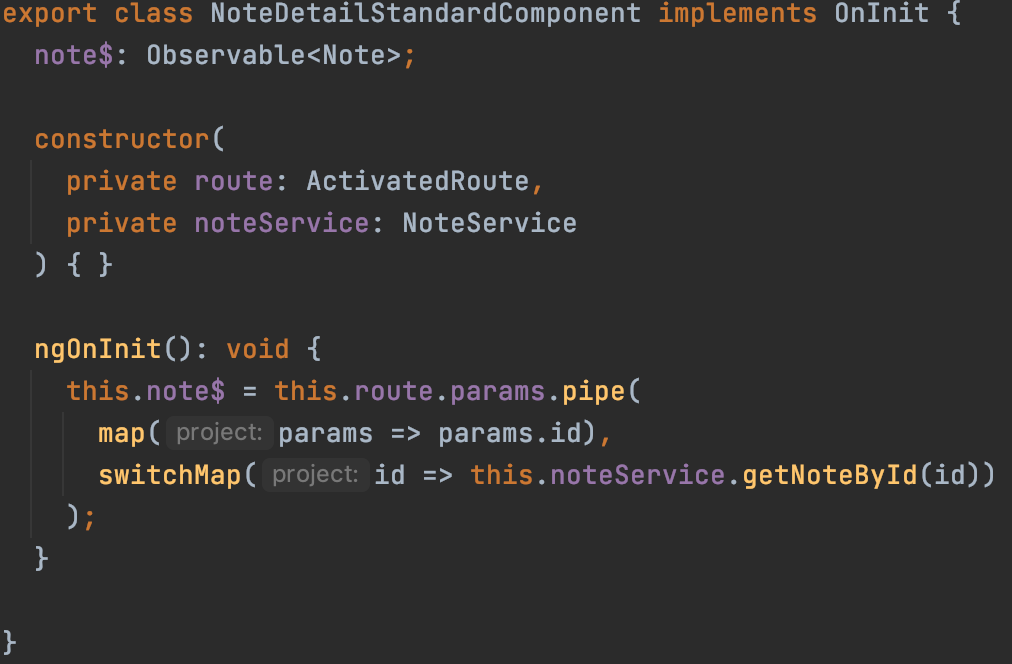 export class NoteDetailStandardComponent implements OnInit {
note$: Observable<Note>;
constructor(
private route: ActivatedRoute,
private noteService: NoteService
) { }
ngOnInit(): void {
this.note$ = this.route.params.pipe(
map( project: params => params.id),
switchMap( project: id => this.noteService.getNoteById(id))
);
}
}